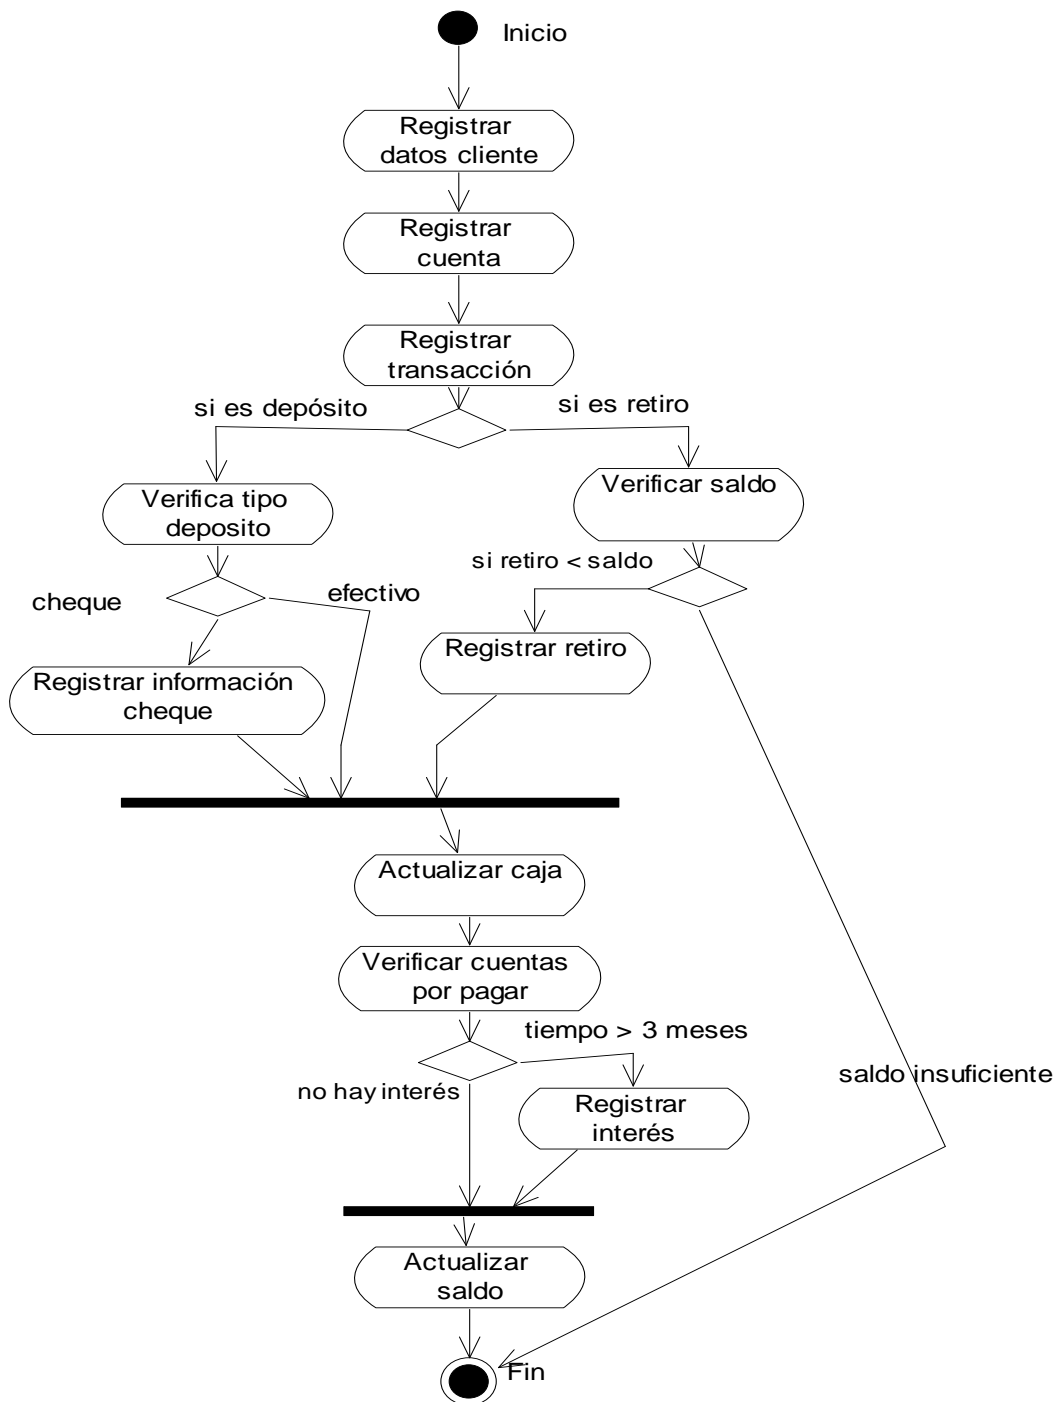 Inicio
Registrar
datos cliente
Registrar
cuenta
Registrar
transacción
si es depósito
si es retiro
Verifica tipo
deposito
Verificar saldo
cheque
efectivo
si retiro < saldo
Registrar información
cheque
Registrar retiro
Actualizar caja
Verificar cuentas
por pagar
tiempo > 3 meses
no hay interés
saldo insuficiente
Registrar
interés
Actualizar
saldo
Fin